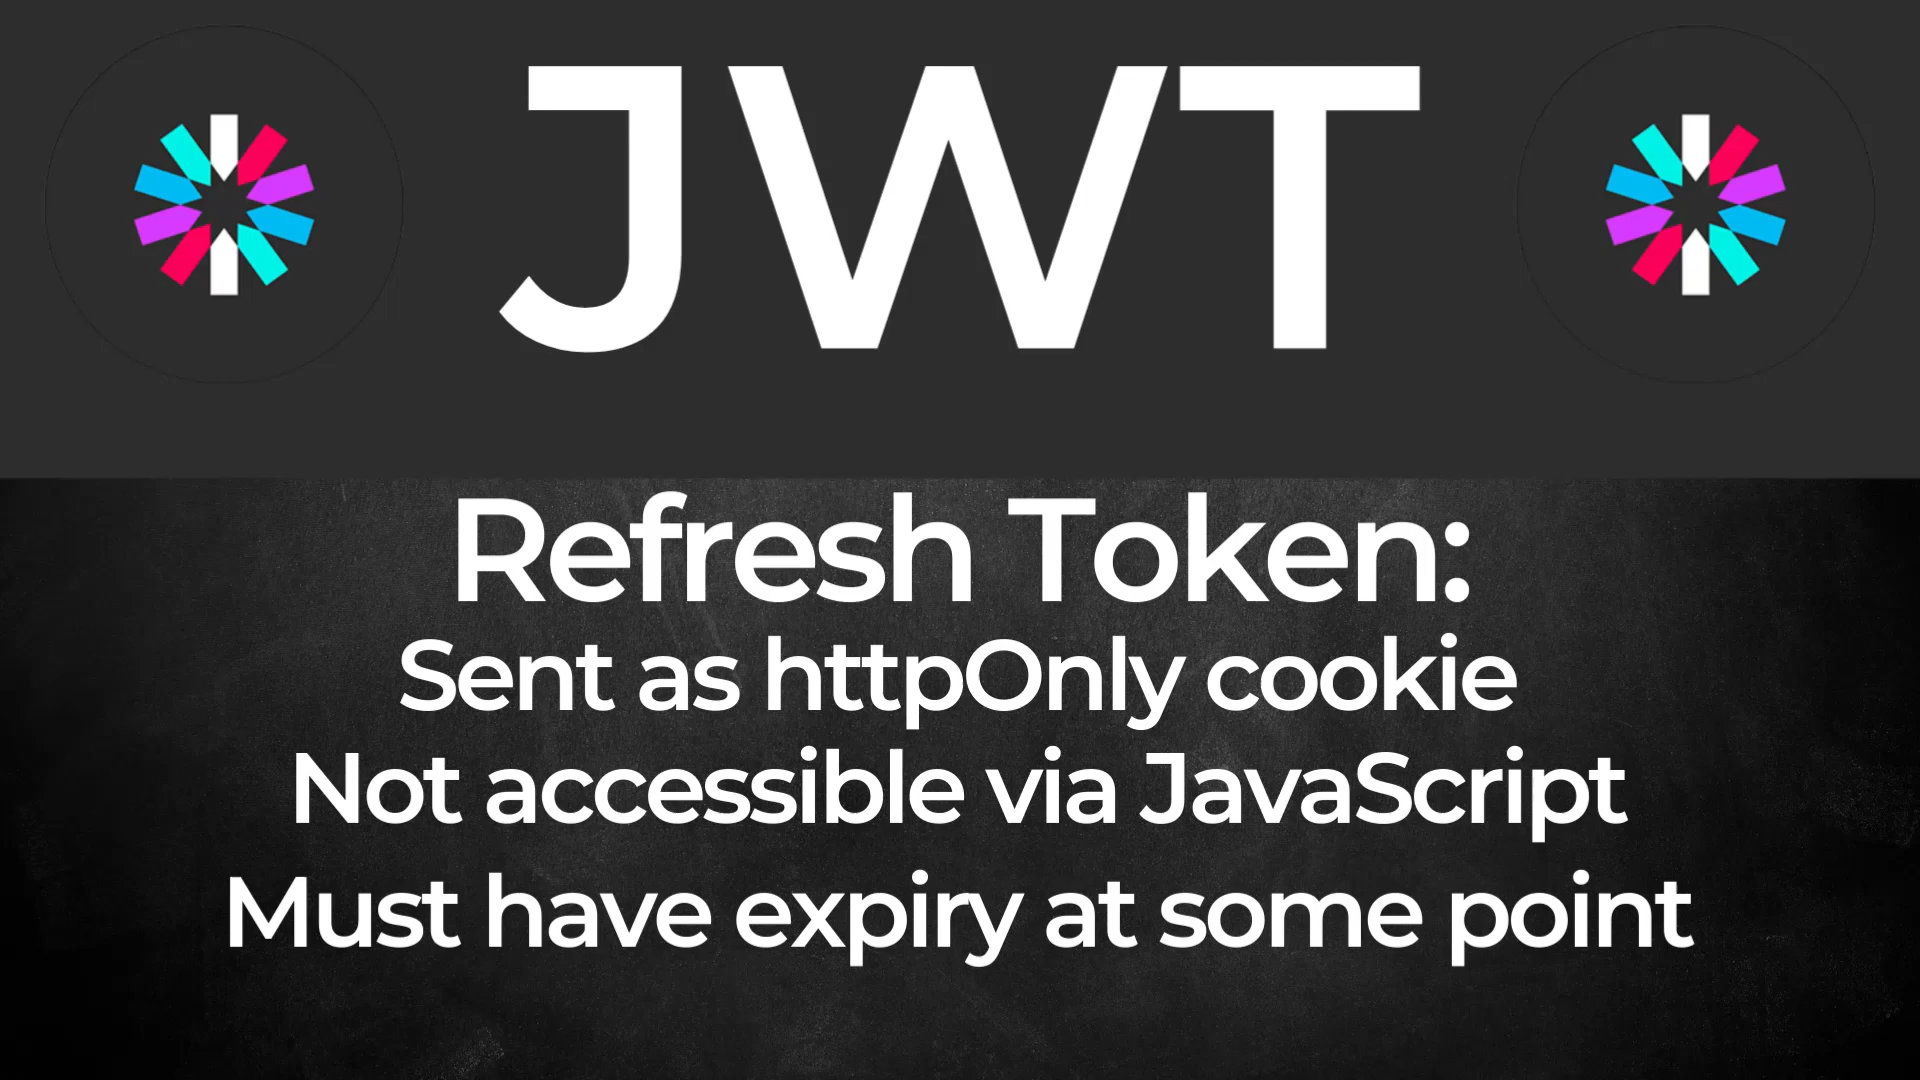 JWT
Refresh Token:
Sent as httpOnly cookie
Not accessible via JavaScript
Must have expiry at some point